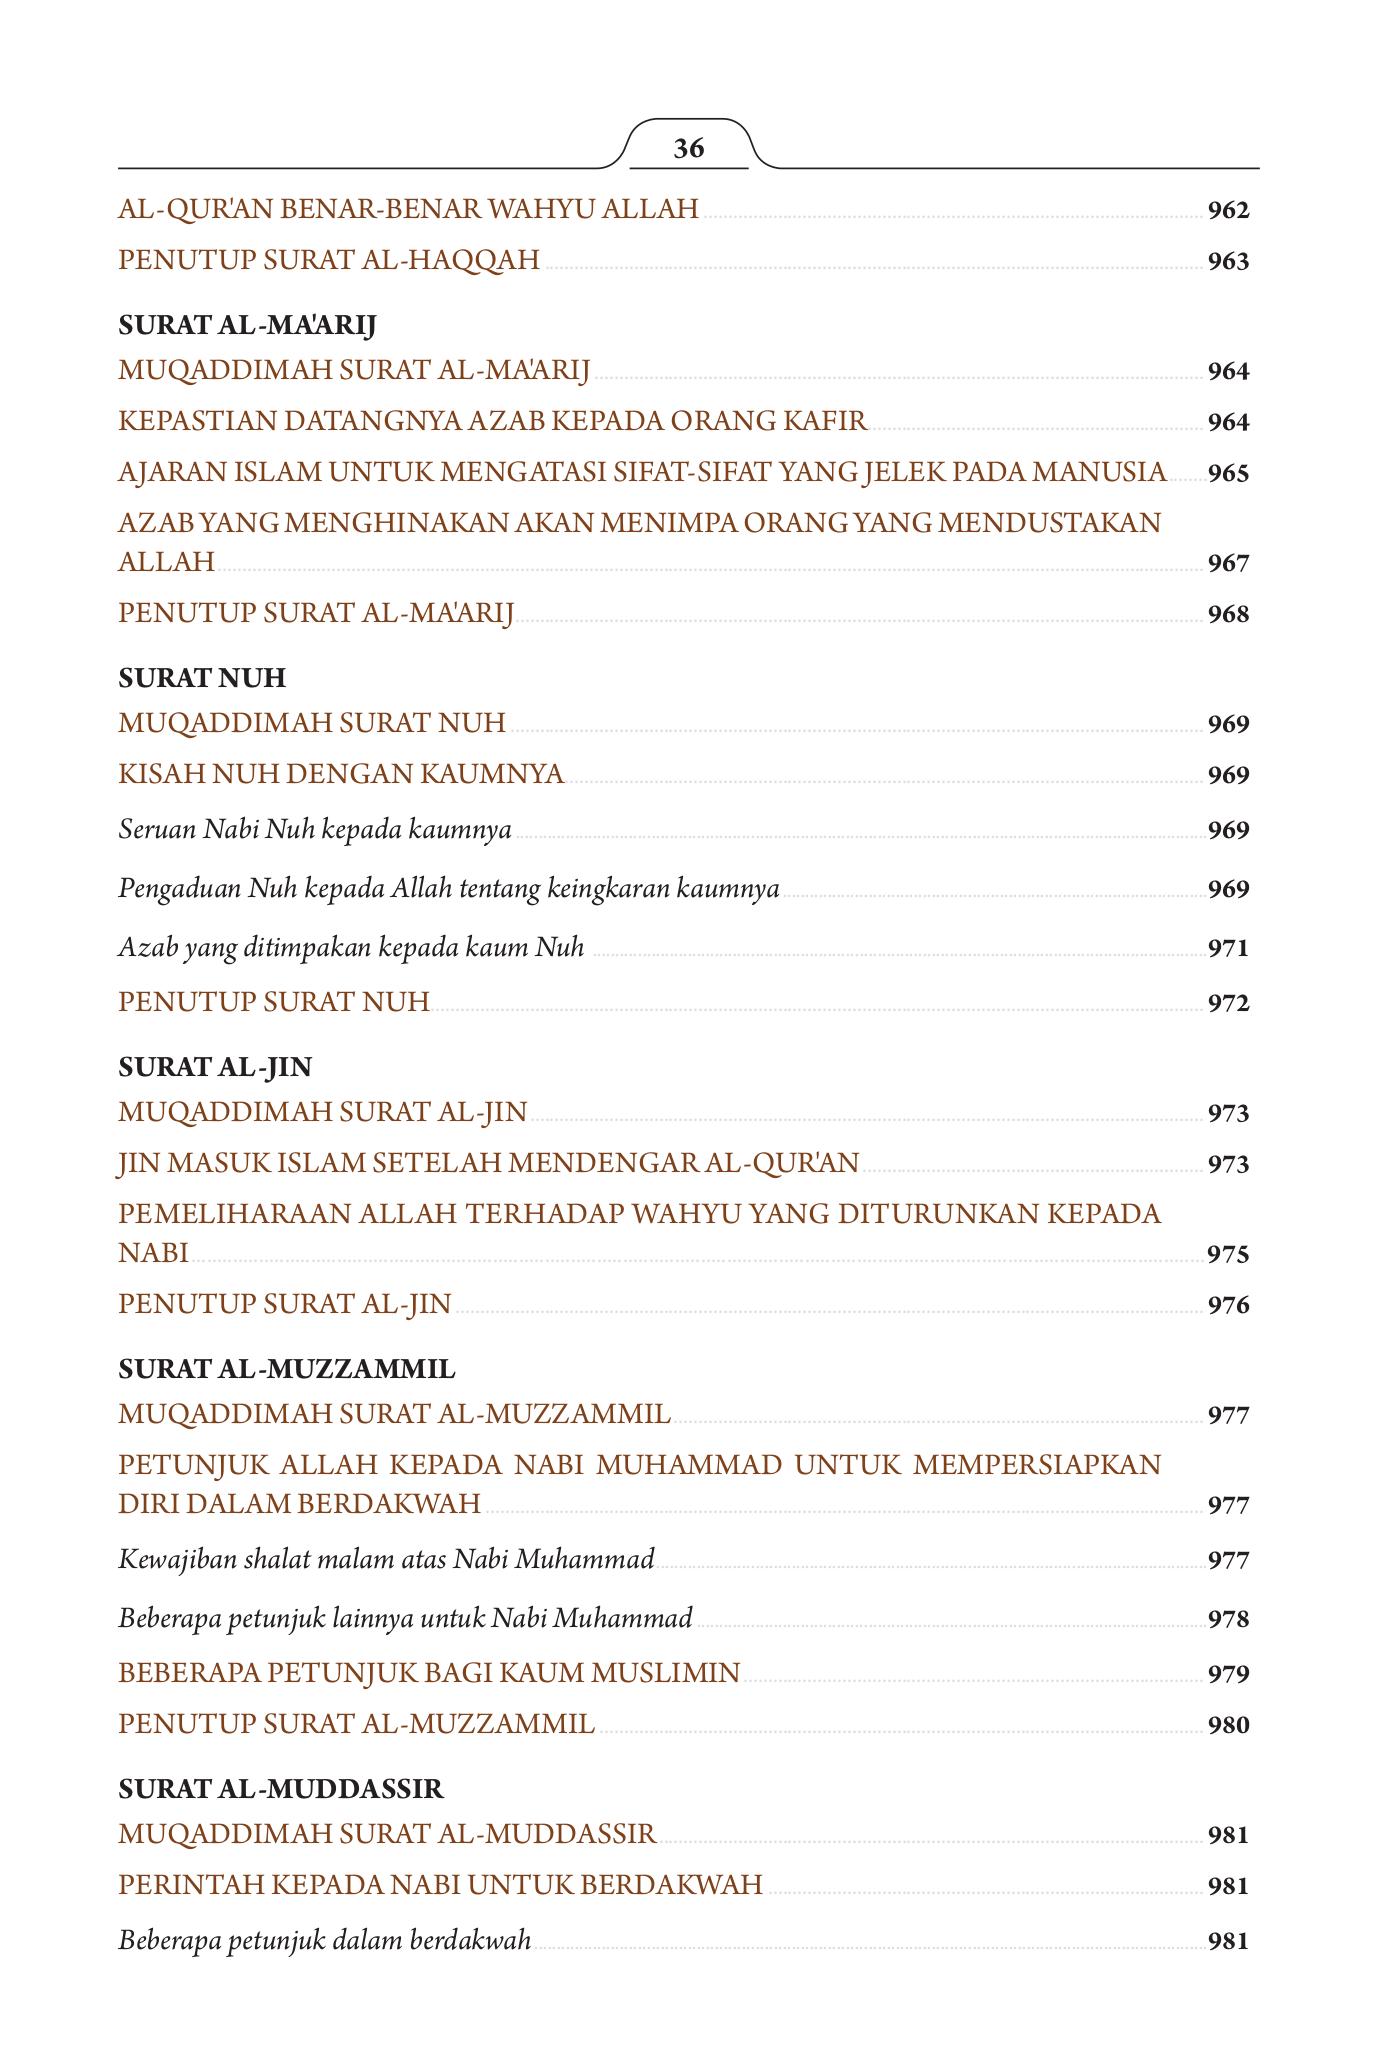 36
AL-QUR'AN BENAR-BENAR WAHYU ALLAH 962
PENUTUP SURAT AL-HAQQAH 963
SURAT AL-MA'ARIJ
MUQADDIMAH SURAT AL-MA'ARIJ 964
KEPASTIAN DATANGNYA AZAB KEPADA ORANG KAFIR 964
AJARAN ISLAM UNTUK MENGATASI SIFAT-SIFAT YANG JELEK PADA MANUSIA 965
AZAB YANG MENGHINAKAN AKAN MENIMPA ORANG YANG MENDUSTAKAN
ALLAH 967
PENUTUP SURAT AL-MA'ARIJ 968
SURAT NUH
MUQADDIMAH SURAT NUH 969
KISAH NUH DENGAN KAUMNYA 969
Seruan Nabi Nuh kepada kaumnya 969
Pengaduan Nuh kepada Allah tentang keingkaran kaumnya 969
Azab yang ditimpakan kepada kaum Nuh 971
PENUTUP SURAT NUH 972
SURAT AL-JIN
MUQADDIMAH SURAT AL-JIN 973
JIN MASUK ISLAM SETELAH MENDENGAR AL-QUR'AN 973
PEMELIHARAAN ALLAH TERHADAP WAHYU YANG DITURUNKAN KEPADA
NABI 975
PENUTUP SURAT AL-JIN 976
SURAT AL-MUZZAMMIL
MUQADDIMAH SURAT AL-MUZZAMMIL 977
PETUNJUK ALLAH KEPADA NABI MUHAMMAD UNTUK MEMPERSIAPKAN
DIRI DALAM BERDAKWAH 977
Kewajiban shalat malam atas Nabi Muhammad 977
Beberapa petunjuk lainnya untuk Nabi Muhammad 978
BEBERAPA PETUNJUK BAGI KAUM MUSLIMIN 979
PENUTUP SURAT AL-MUZZAMMIL 980
SURAT AL-MUDDASSIR
MUQADDIMAH SURAT AL-MUDDASSIR 981
PERINTAH KEPADA NABI UNTUK BERDAKWAH 981
Beberapa petunjuk dalam berdakwah 981